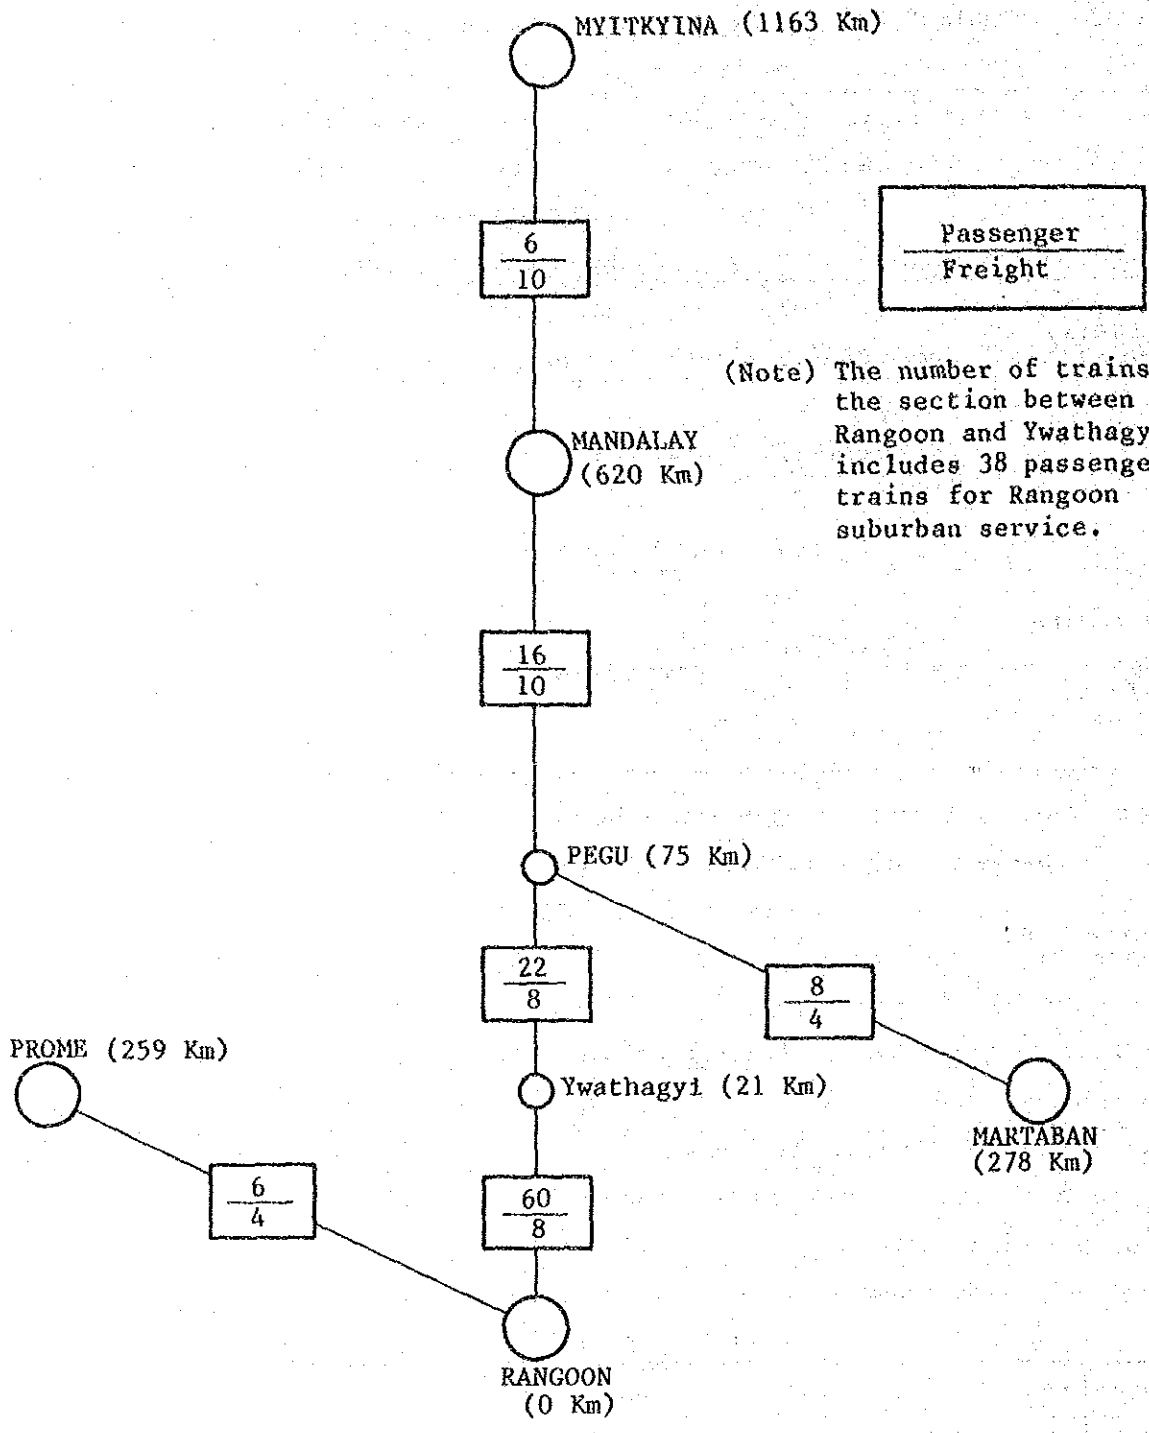 MYITKYINA (1163 Km)
6
10
Passenger
Freight
(Note) The number of trains
the section between
Rangoon and Ywathagy
includes 38 passenge
trains for Rangoon
suburban service.
MANDALAY
(620 Km)
16
10
PEGU (75 Km)
22
8
8
4
PROME (259 Km)
Ywathagyi (21 Km)
MARTABAN
(278 Km)
6
4
60
8
RANGOON
(0 Km)